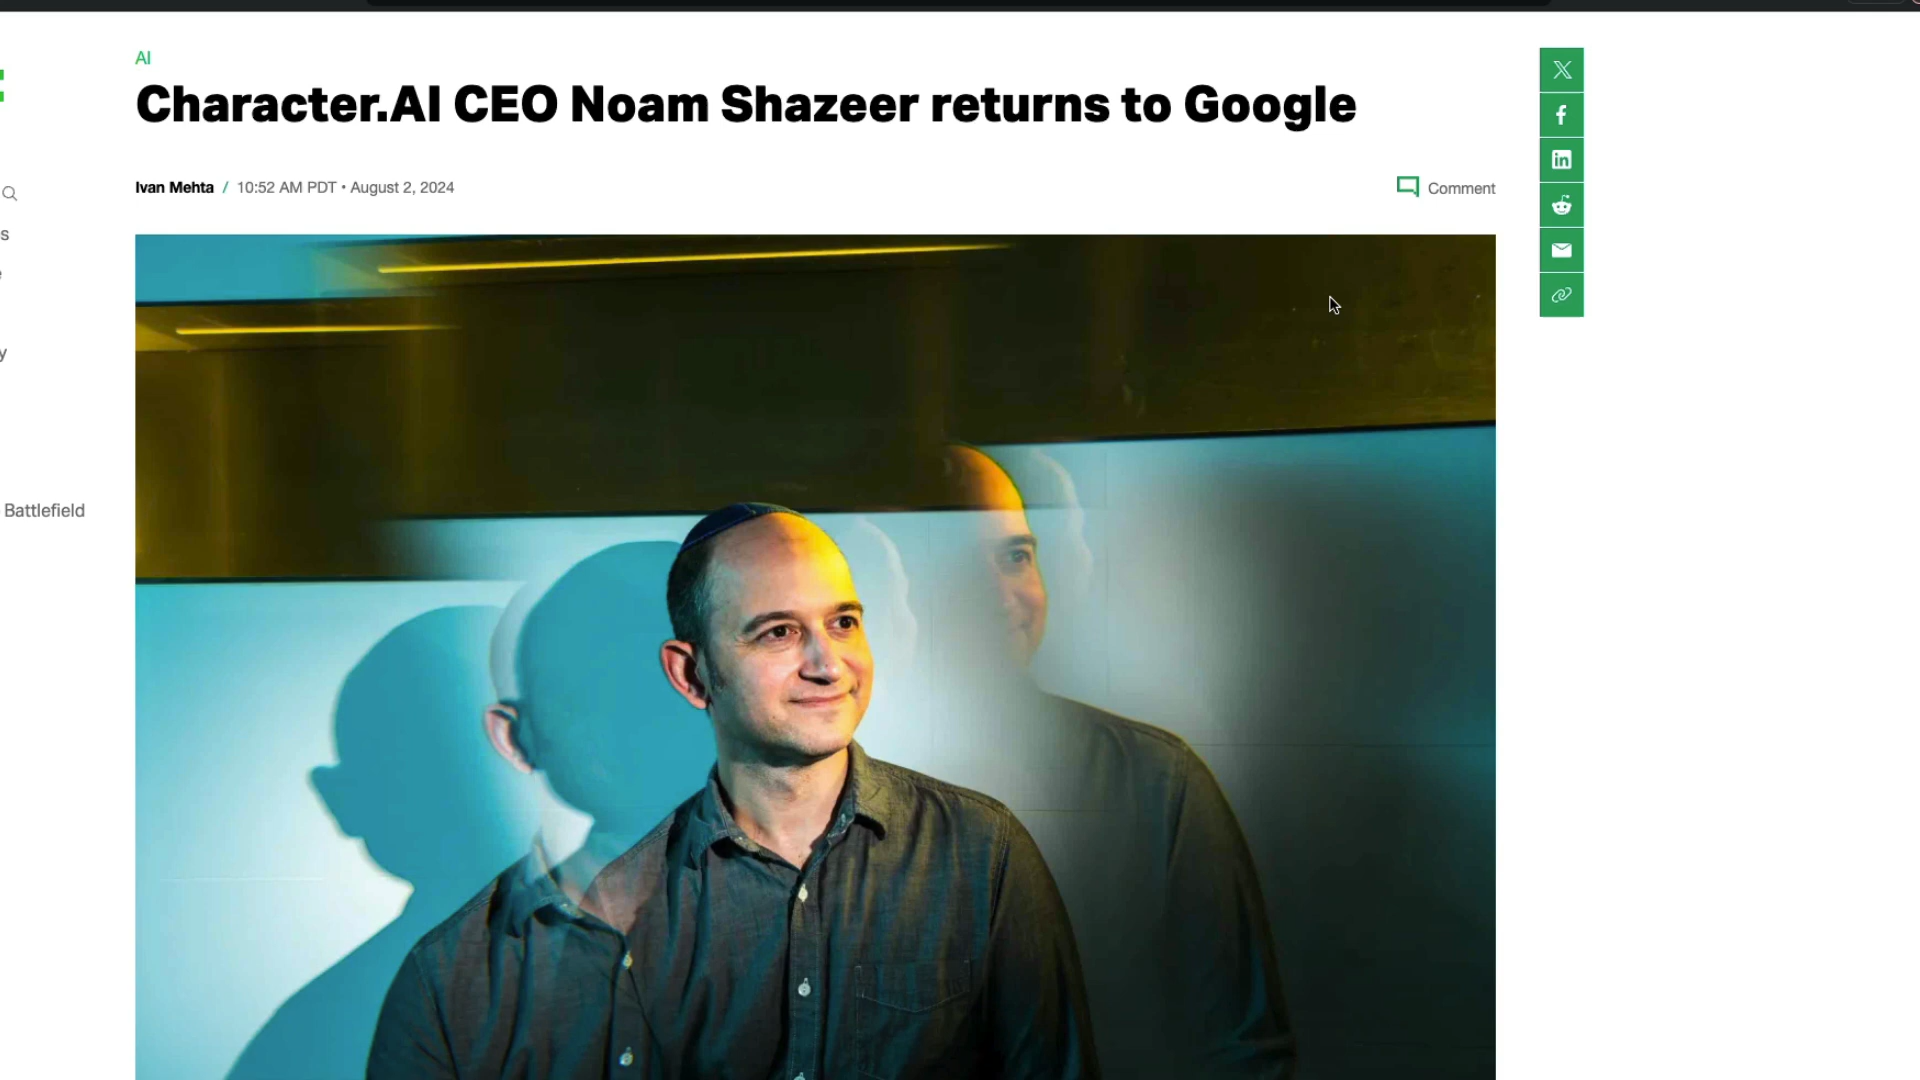 AI
Character.AI CEO Noam Shazeer returns to Google
Ivan Mehta / 10:52 AM PDT • August 2, 2024
Comment
s
y
Battlefield